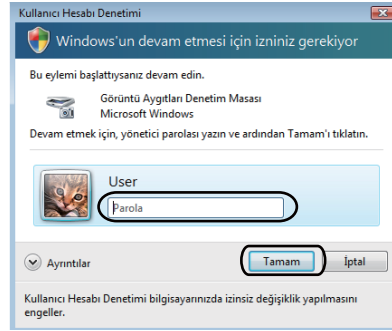 Kullanıcı Hesabı Denetimi
Windows'un devam etmesi için izniniz gerekiyor
Bu eylemi başlattıysanız devam edin.
Görüntü Aygıtları Denetim Masası
Microsoft Windows
Devam etmek için, yönetici parolası yazın ve ardından Tamam'ı tıklatın.
User
Parola
Ayrıntılar
Tamam
İptal
Kullanıcı Hesabı Denetimi bilgisayarınızda izinsiz değişiklik yapılmasını
engeller.